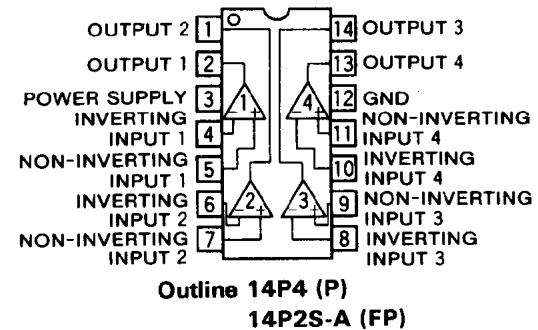 OUTPUT 2 1
OUTPUT 1 2
POWER SUPPLY 3
INVERTING
INPUT 1 4
NON-INVERTING
INPUT 1 5
INVERTING
INPUT 2 6
NON-INVERTING
INPUT 2 7
14 OUTPUT 3
13 OUTPUT 4
12 GND
11 NON-INVERTING
INPUT 4
10 INVERTING
INPUT 4
9 NON-INVERTING
INPUT 3
8 INVERTING
INPUT 3
1 - +
4 - +
2 - +
3 - +
Outline 14P4 (P)
14P2S-A (FP)